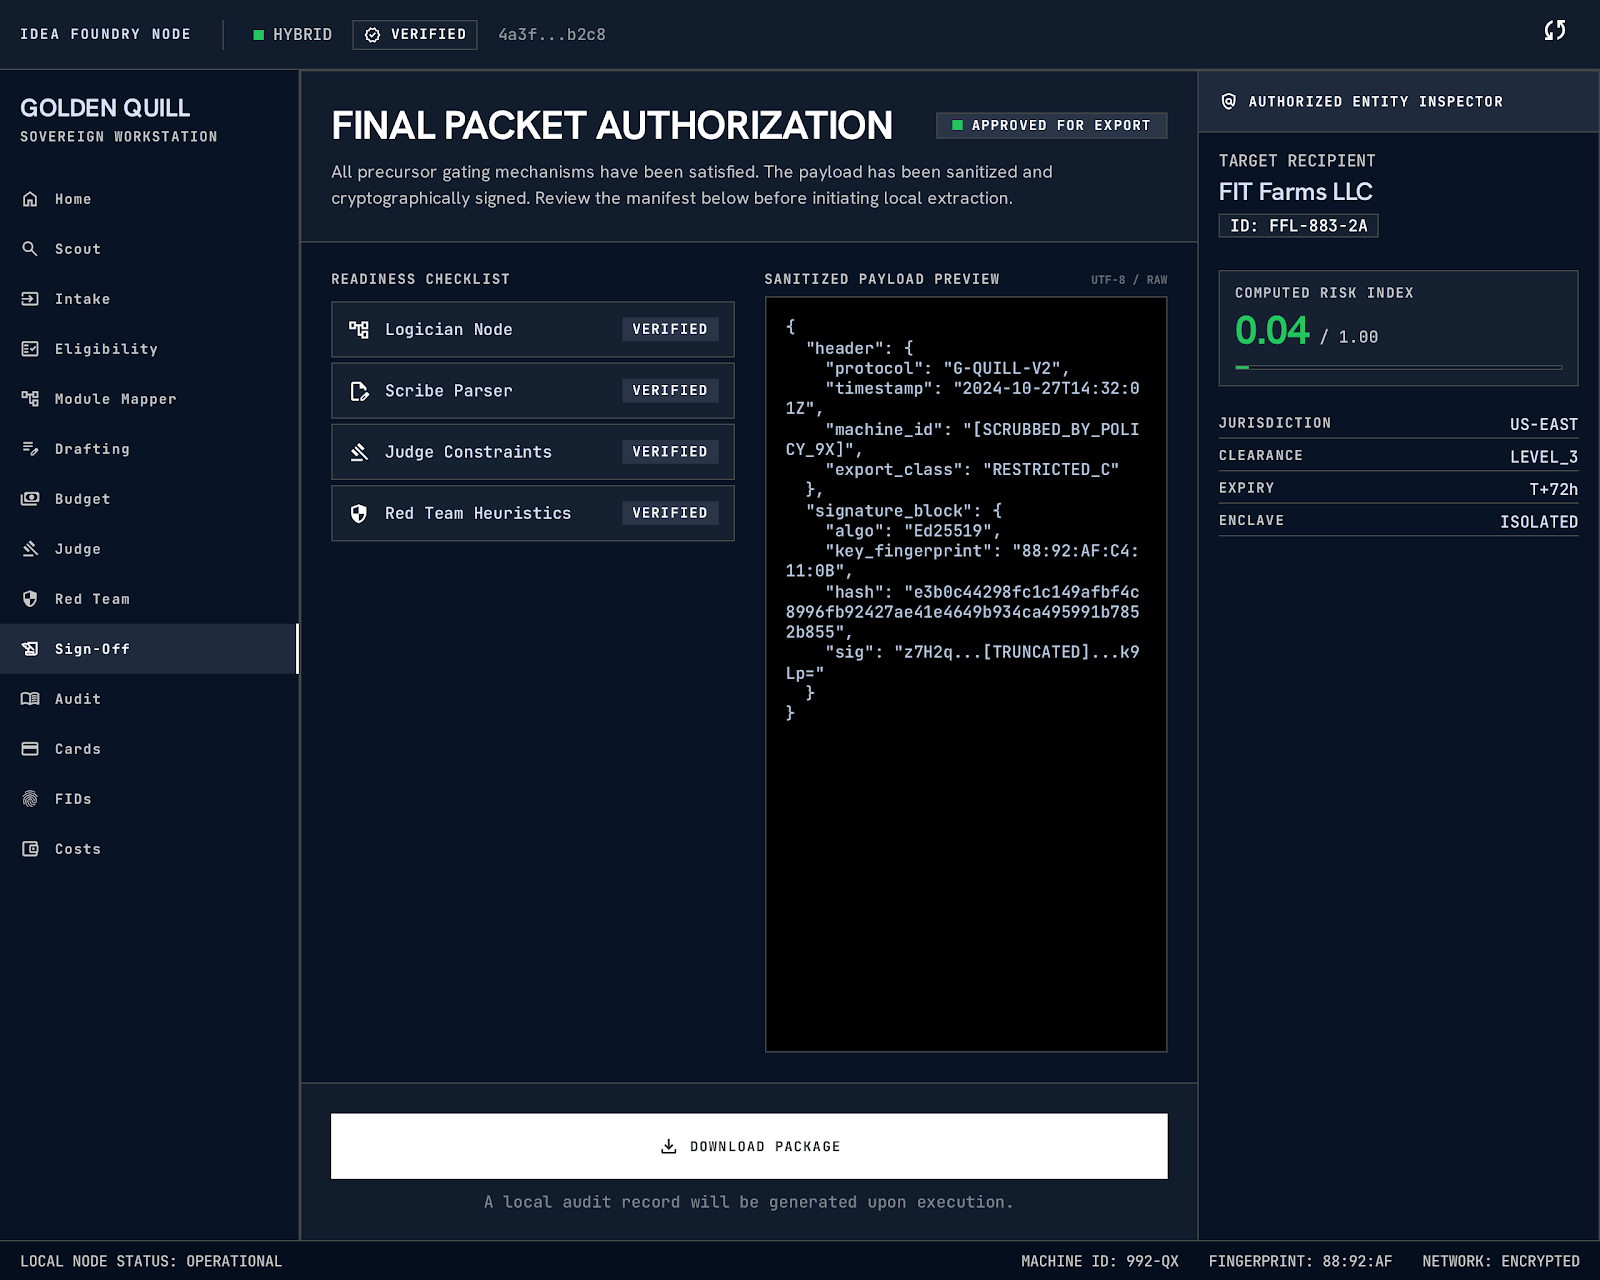 IDEA FOUNDRY NODE
HYBRID
VERIFIED
4a3f...b2c8
GOLDEN QUILL
SOVEREIGN WORKSTATION
Home
Scout
Intake
Eligibility
Module Mapper
Drafting
Budget
Judge
Red Team
Sign-Off
Audit
Cards
FIDs
Costs
FINAL PACKET AUTHORIZATION
APPROVED FOR EXPORT
All precursor gating mechanisms have been satisfied. The payload has been sanitized and
cryptographically signed. Review the manifest below before initiating local extraction.
READINESS CHECKLIST
Logician Node VERIFIED
Scribe Parser VERIFIED
Judge Constraints VERIFIED
Red Team Heuristics VERIFIED
SANITIZED PAYLOAD PREVIEW
UTF-8 / RAW
{
"header": {
"protocol": "G-QUILL-V2",
"timestamp": "2024-10-27T14:32:0
1Z",
"machine_id": "[SCRUBBED_BY_POLI
CY_9X]",
"export_class": "RESTRICTED_C"
},
"signature_block": {
"algo": "Ed25519",
"key_fingerprint": "88:92:AF:C4:
11:0B",
"hash": "e3b0c44298fc1c149afbf4c
8996fb92427ae41e4649b934ca495991b785
2b855",
"sig": "z7H2q...[TRUNCATED]...k9
Lp="
}
}
DOWNLOAD PACKAGE
A local audit record will be generated upon execution.
AUTHORIZED ENTITY INSPECTOR
TARGET RECIPIENT
FIT Farms LLC
ID: FFL-883-2A
COMPUTED RISK INDEX
0.04 / 1.00
JURISDICTION US-EAST
CLEARANCE LEVEL_3
EXPIRY T+72h
ENCLAVE ISOLATED
LOCAL NODE STATUS: OPERATIONAL
MACHINE ID: 992-QX
FINGERPRINT: 88:92:AF
NETWORK: ENCRYPTED